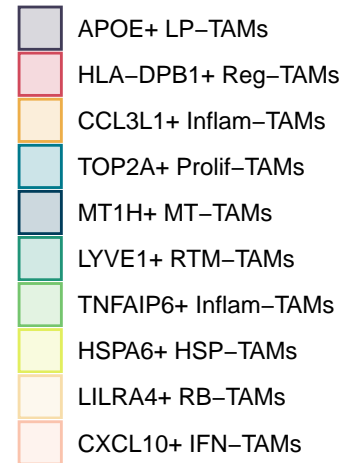 APOE+ LP−TAMs
HLA−DPB1+ Reg−TAMs
CCL3L1+ Inflam−TAMs
TOP2A+ Prolif−TAMs
MT1H+ MT−TAMs
LYVE1+ RTM−TAMs
TNFAIP6+ Inflam−TAMs
HSPA6+ HSP−TAMs
LILRA4+ RB−TAMs
CXCL10+ IFN−TAMs